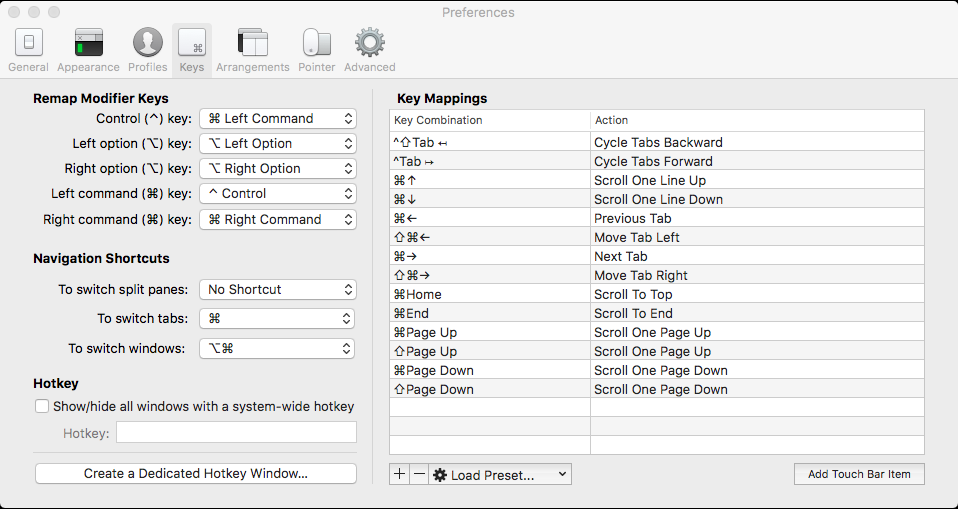 Preferences
General Appearance Profiles Keys Arrangements Pointer Advanced
Remap Modifier Keys
Control (^) key: ⌘ Left Command
Left option (⌥) key: ⌥ Left Option
Right option (⌥) key: ⌥ Right Option
Left command (⌘) key: ^ Control
Right command (⌘) key: ⌘ Right Command
Navigation Shortcuts
To switch split panes: No Shortcut
To switch tabs: ⌘
To switch windows: ⌥⌘
Hotkey
Show/hide all windows with a system-wide hotkey
Hotkey:
Create a Dedicated Hotkey Window...
Key Mappings
Key Combination Action
^⇧Tab ↤ Cycle Tabs Backward
^Tab ↦ Cycle Tabs Forward
⌘↑ Scroll One Line Up
⌘↓ Scroll One Line Down
⌘← Previous Tab
⇧⌘← Move Tab Left
⌘→ Next Tab
⇧⌘→ Move Tab Right
⌘Home Scroll To Top
⌘End Scroll To End
⌘Page Up Scroll One Page Up
⇧Page Up Scroll One Page Up
⌘Page Down Scroll One Page Down
⇧Page Down Scroll One Page Down
+ − Load Preset... Add Touch Bar Item